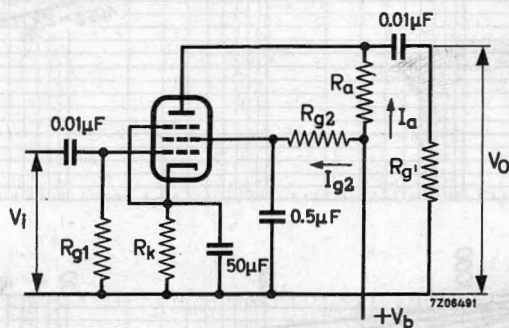 0.01µF
Ra
0.01µF
Rg2
Ia
Ig2
Rg'
Vo
Vi
Rg1
Rk
50µF
0.5µF
+Vb
7Z06491